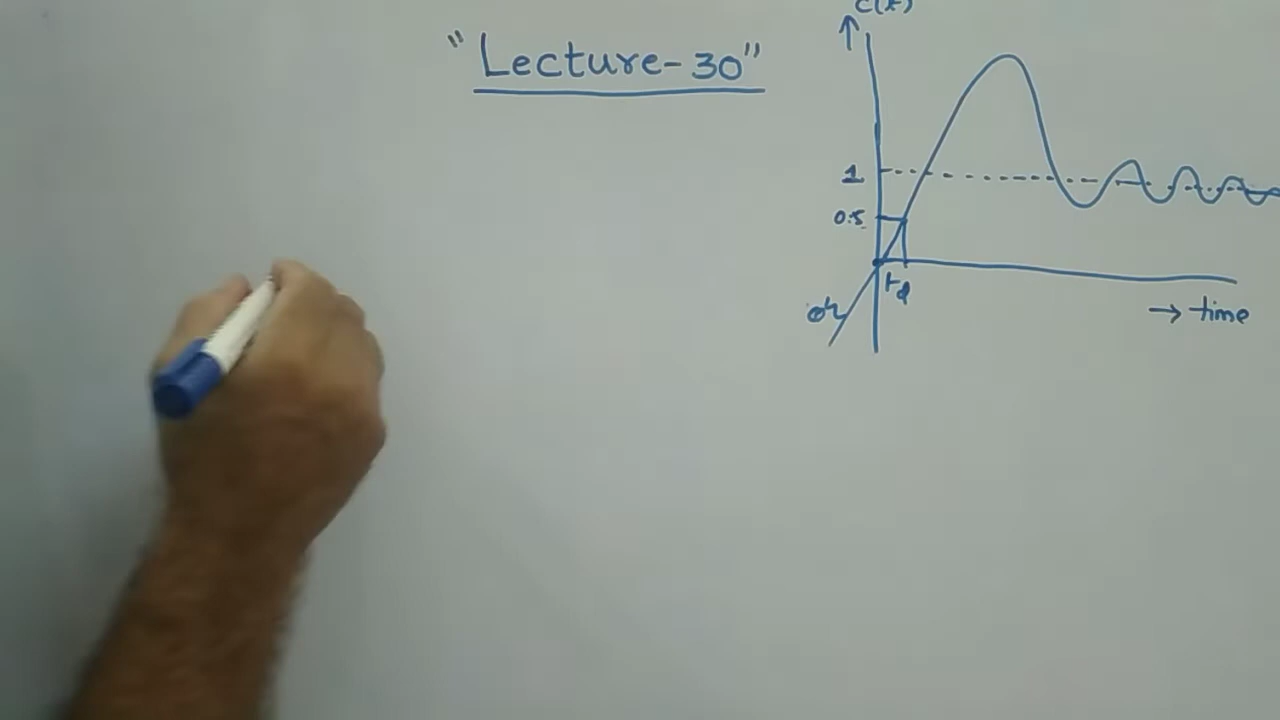 "Lecture-30"
C(t)
1
0.5
td
→ time